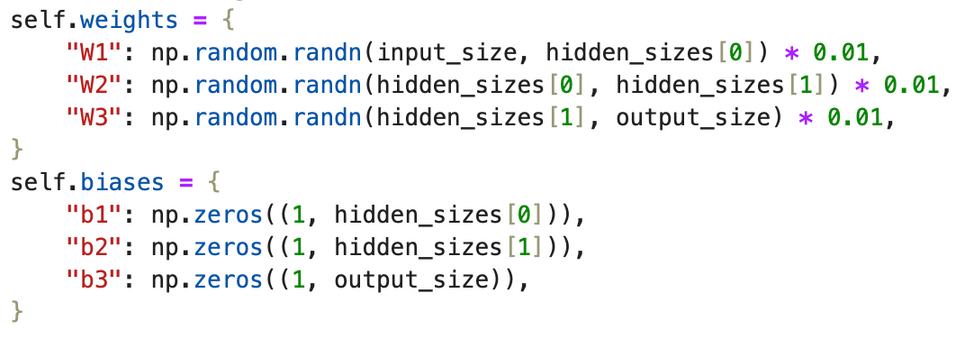 self.weights = {
    "W1": np.random.randn(input_size, hidden_sizes[0]) * 0.01,
    "W2": np.random.randn(hidden_sizes[0], hidden_sizes[1]) * 0.01,
    "W3": np.random.randn(hidden_sizes[1], output_size) * 0.01,
}
self.biases = {
    "b1": np.zeros((1, hidden_sizes[0])),
    "b2": np.zeros((1, hidden_sizes[1])),
    "b3": np.zeros((1, output_size)),
}